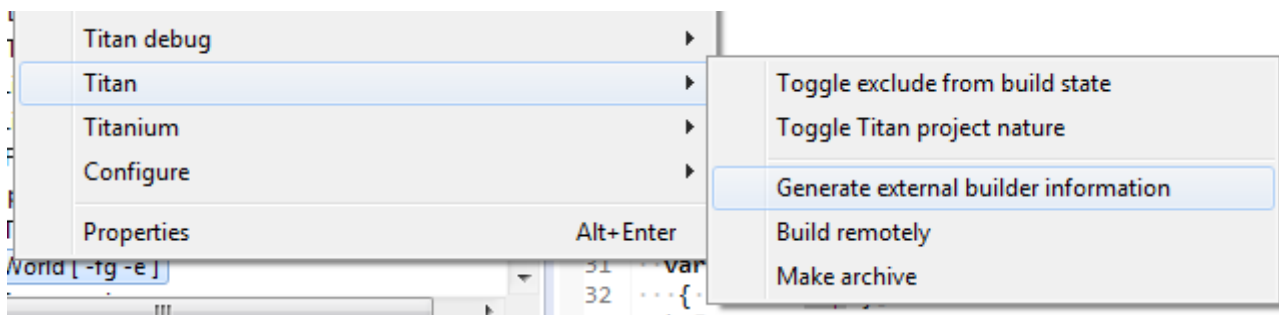 Titan debug
Titan
Titanium
Configure
Properties Alt+Enter
Toggle exclude from build state
Toggle Titan project nature
Generate external builder information
Build remotely
Make archive
World [ -fg -e ]
31 var
32 {